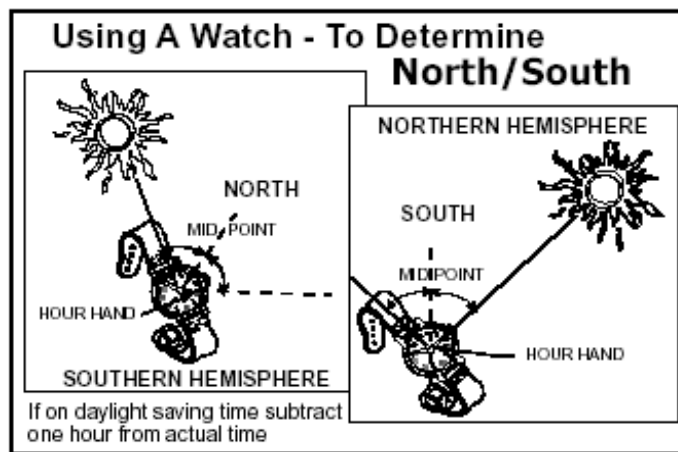 Using A Watch - To Determine
North/South
NORTH
MID POINT
HOUR HAND
SOUTHERN HEMISPHERE
NORTHERN HEMISPHERE
SOUTH
MIDIPOINT
HOUR HAND
If on daylight saving time subtract
one hour from actual time